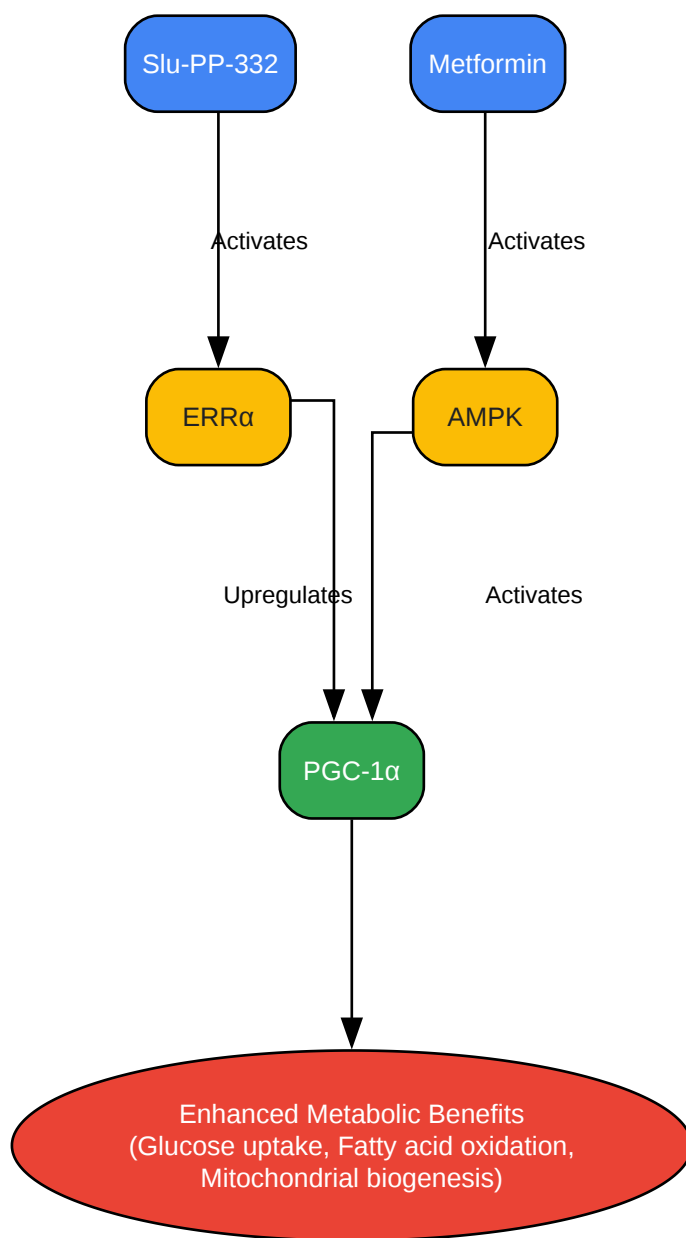 Slu-PP-332
Metformin
Activates
Activates
ERRα
AMPK
Upregulates
Activates
PGC-1α
Enhanced Metabolic Benefits
(Glucose uptake, Fatty acid oxidation,
Mitochondrial biogenesis)